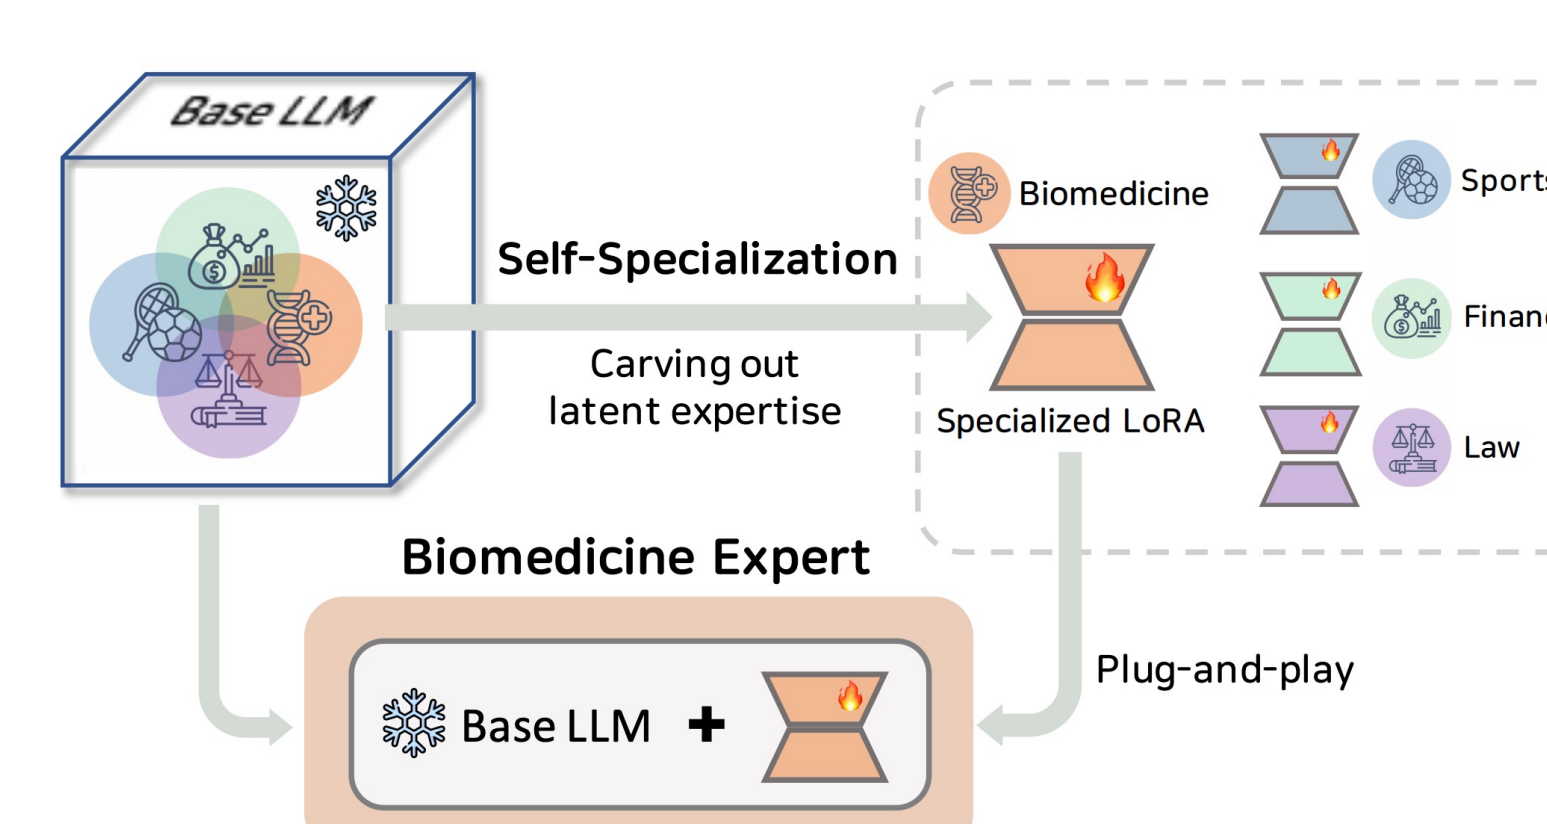 Base LLM
Self-Specialization
Carving out
latent expertise
Biomedicine
Specialized LoRA
Sports
Law
Biomedicine Expert
Base LLM +
Plug-and-play